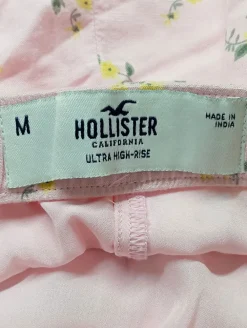 M
HOLLISTER
CALIFORNIA
ULTRA HIGH-RISE
MADE IN
INDIA